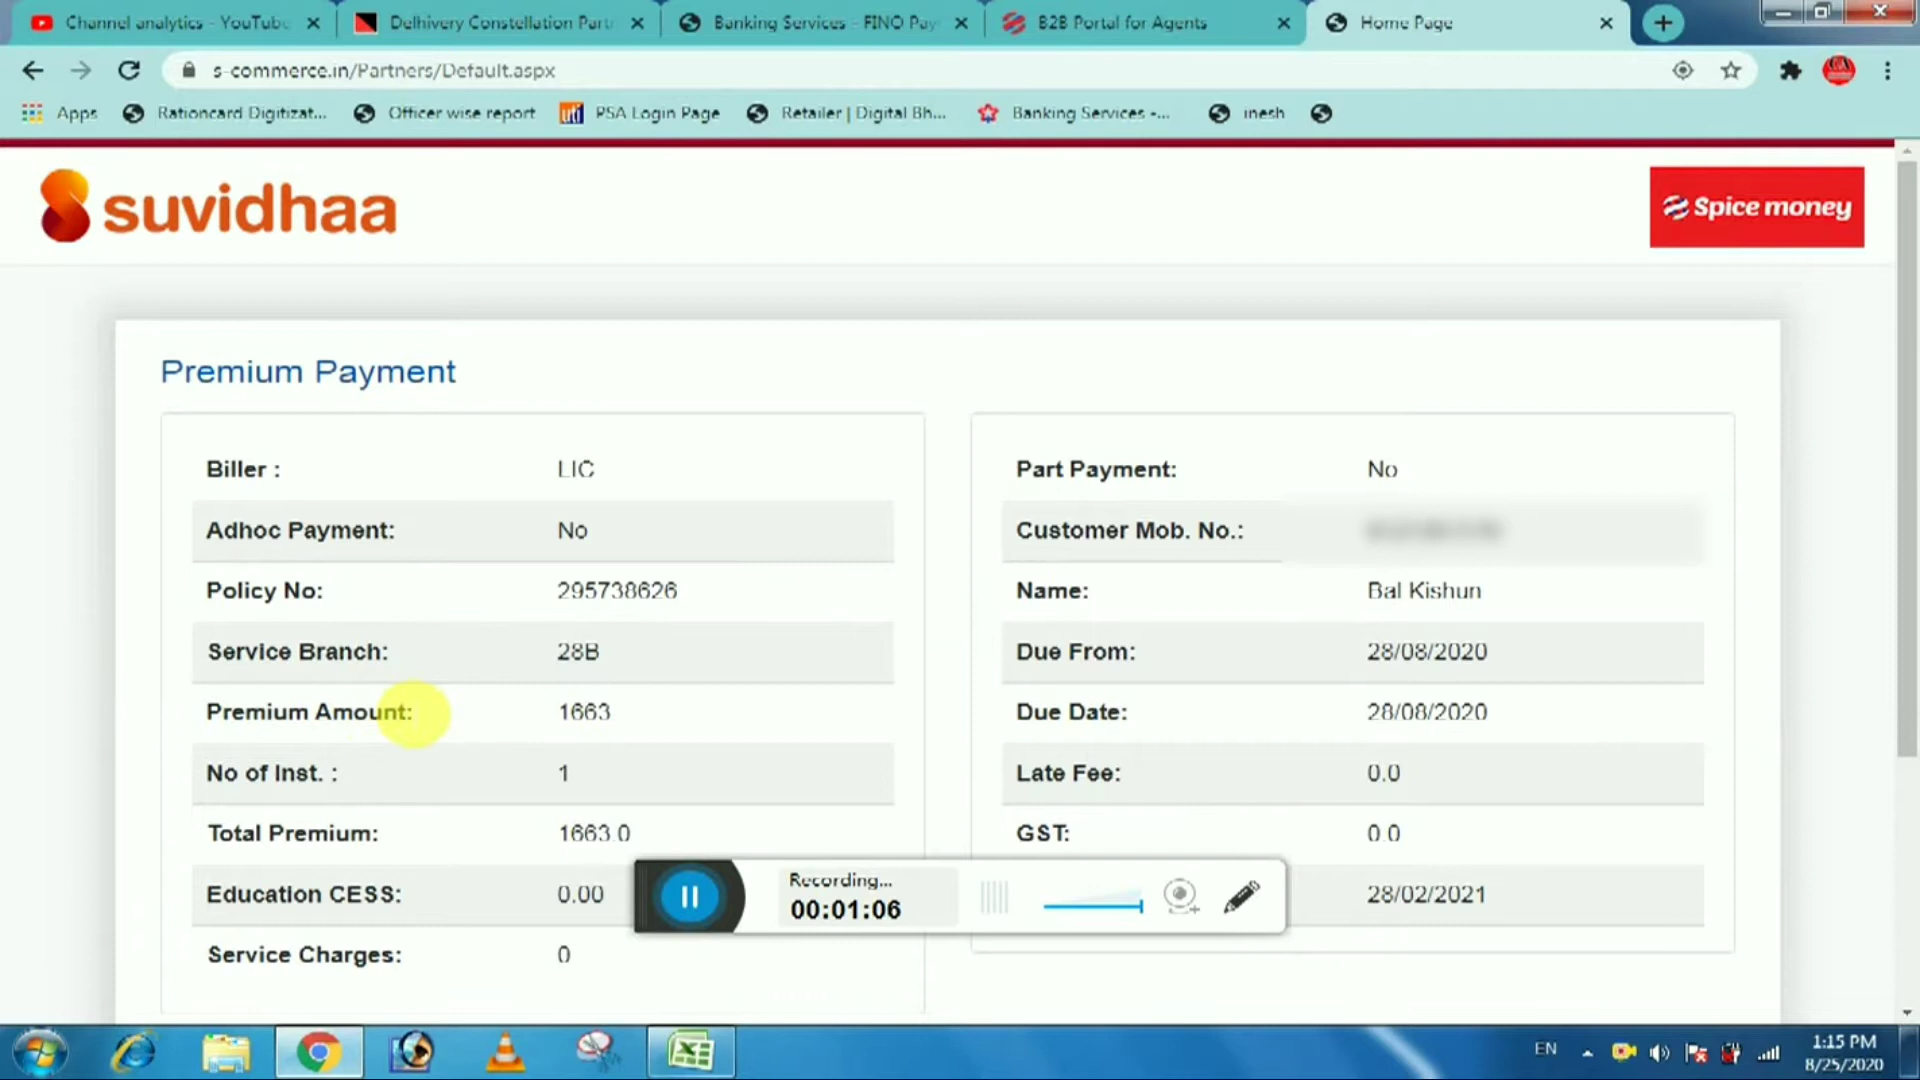 Channel analytics - YouTube
Delhivery Constellation Part
Banking Services - FINO Pay
B2B Portal for Agents
Home Page
s-commerce.in/Partners/Default.aspx
Apps
Rationcard Digitizat...
Officer wise report
uti
PSA Login Page
Retailer | Digital Bh...
Banking Services -...
inesh
suvidhaa
Spice money
Premium Payment
Biller : LIC
Adhoc Payment: No
Policy No: 295738626
Service Branch: 28B
Premium Amount: 1663
No of Inst. : 1
Total Premium: 1663.0
Education CESS: 0.00
Service Charges: 0
Part Payment: No
Customer Mob. No.:
Name: Bal Kishun
Due From: 28/08/2020
Due Date: 28/08/2020
Late Fee: 0.0
GST: 0.0
28/02/2021
Recording...
00:01:06
EN
1:15 PM
8/25/2020